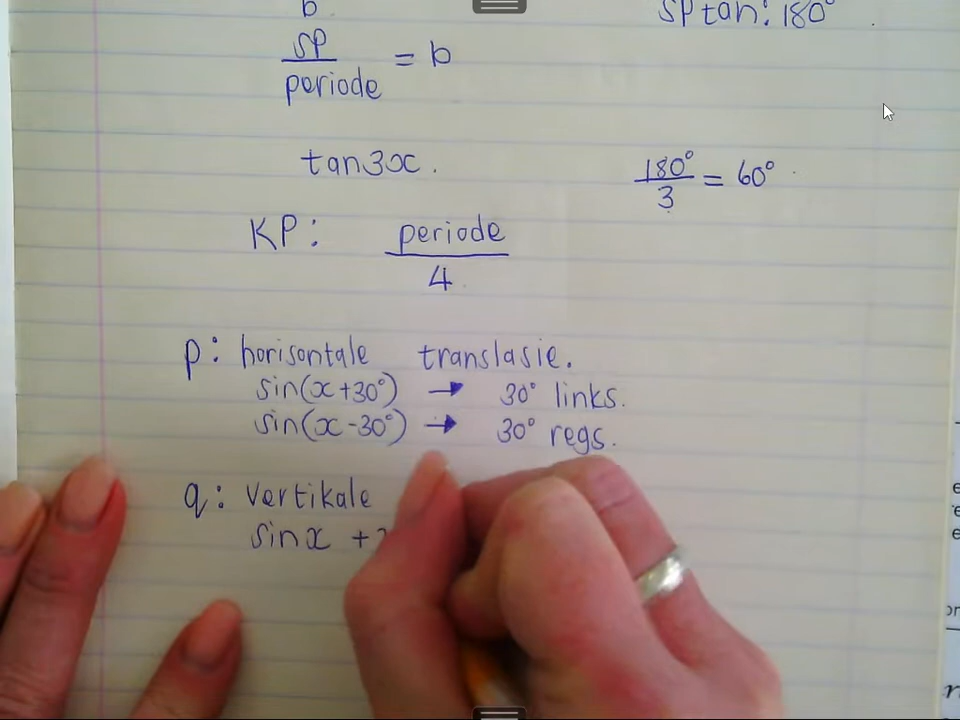 b
SP tan: 180°
SP
periode = b
tan3x.
180°
3 = 60°
KP: periode
4
p: horisontale translasie.
sin(x+30°) → 30° links.
sin(x-30°) → 30° regs.
q: vertikale
sinx +